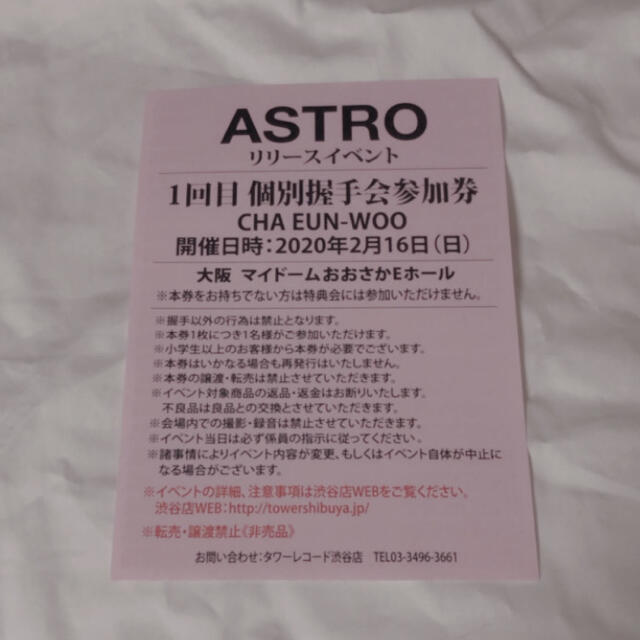 ASTRO
リリースイベント
1回目 個別握手会参加券
CHA EUN-WOO
開催日時：2020年2月16日（日）
大阪 マイドームおおさかEホール
※本券をお持ちでない方は特典会には参加いただけません。
※握手以外の行為は禁止となります。
※本券1枚につき1名様がご参加いただけます。
※小学生以上のお客様から本券が必要でございます。
※本券はいかなる場合も再発行はいたしません。
※本券の譲渡・転売は禁止させていただきます。
※イベント対象商品の返品・返金はお断りいたします。
不良品は良品との交換とさせていただきます。
※会場内での撮影・録音は禁止させていただきます。
※イベント当日は必ず係員の指示に従ってください。
※諸事情によりイベント内容が変更、もしくはイベント自体が中止に
なる場合がございます。
※イベントの詳細、注意事項は渋谷店WEBをご覧ください。
渋谷店WEB：http://towershibuya.jp/
※転売・譲渡禁止《非売品》
お問い合わせ：タワーレコード渋谷店 TEL03-3496-3661